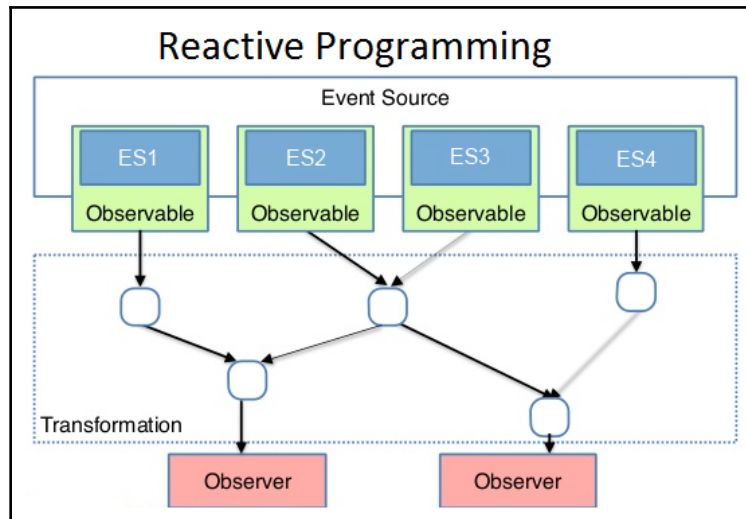 Reactive Programming
Event Source
ES1
ES2
ES3
ES4
Observable
Observable
Observable
Observable
Transformation
Observer
Observer